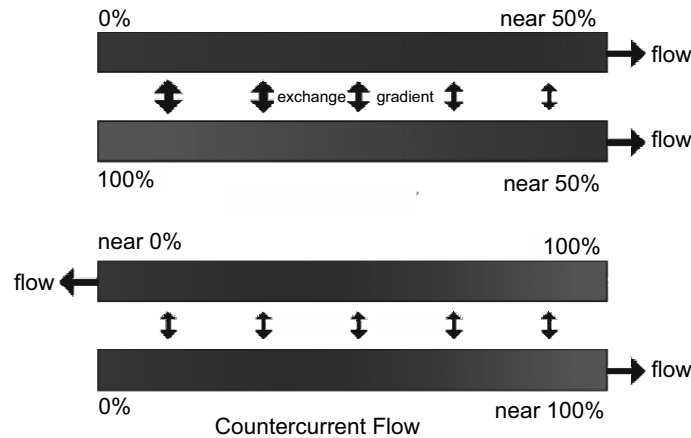 0% near 50%
flow
exchange gradient
flow
100% near 50%
near 0% 100%
flow
flow
0% near 100%
Countercurrent Flow